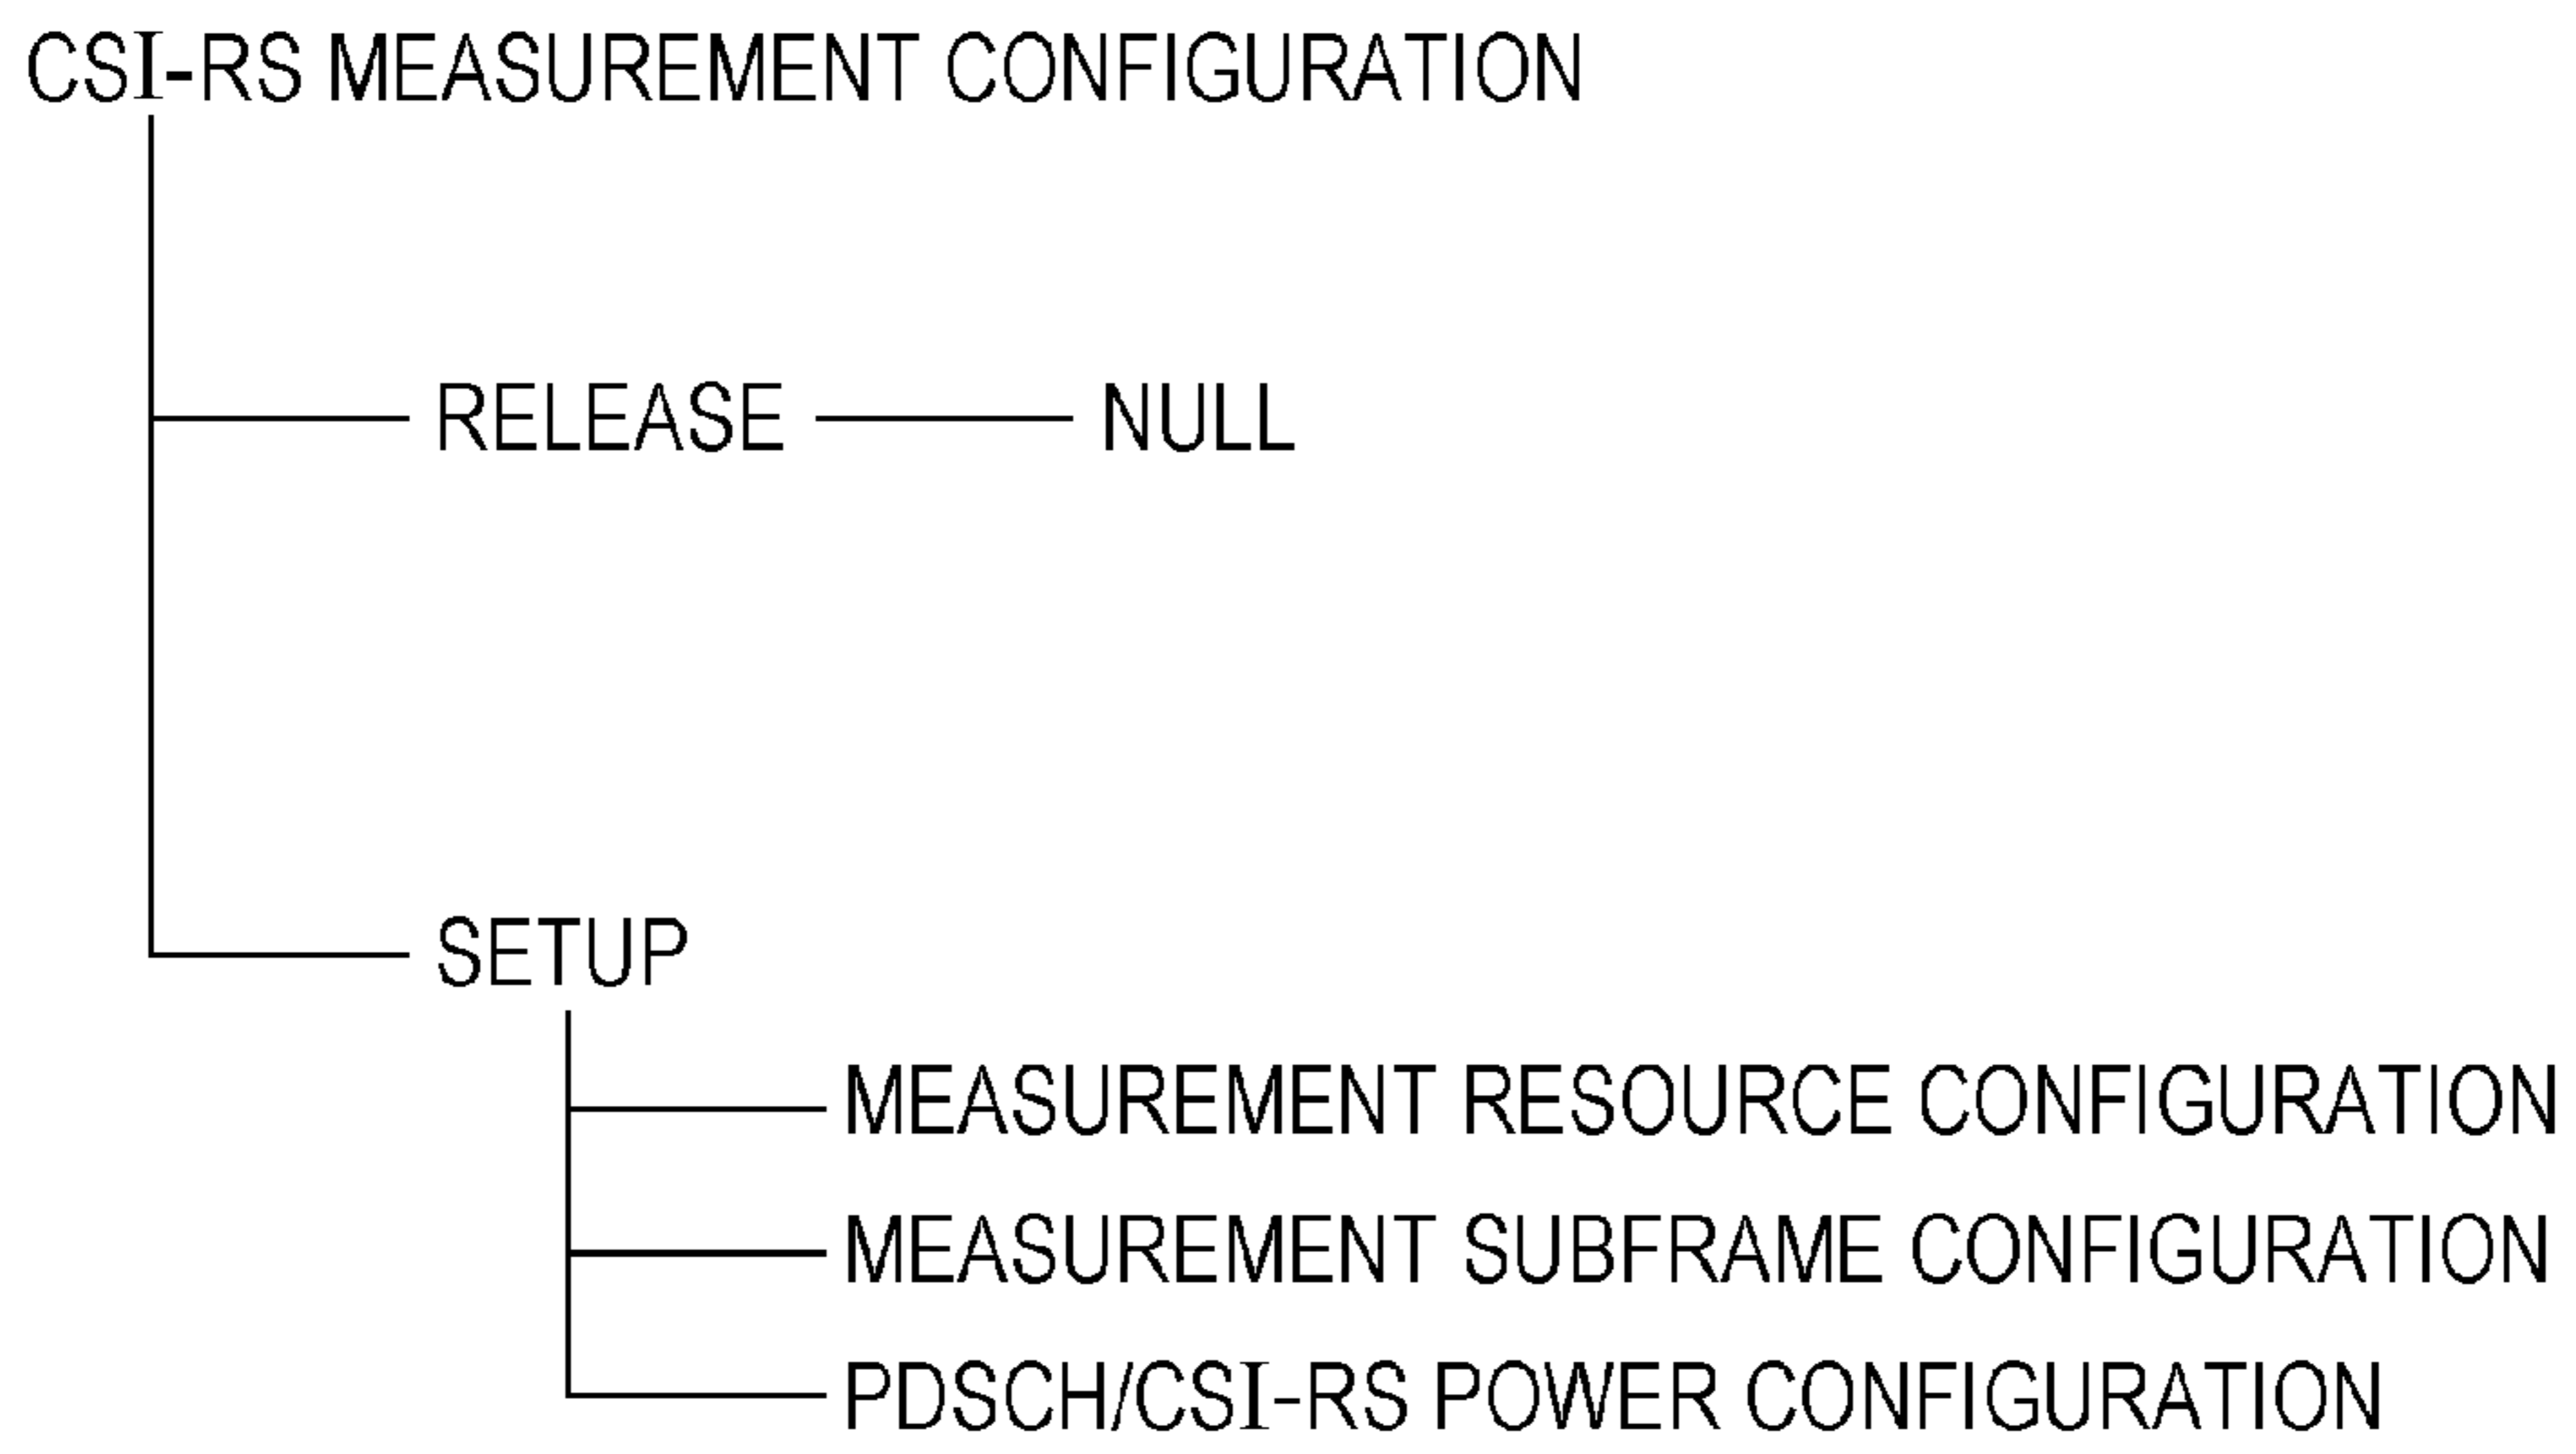 CSI-RS MEASUREMENT CONFIGURATION
RELEASE NULL
SETUP
MEASUREMENT RESOURCE CONFIGURATION
MEASUREMENT SUBFRAME CONFIGURATION
PDSCH/CSI-RS POWER CONFIGURATION